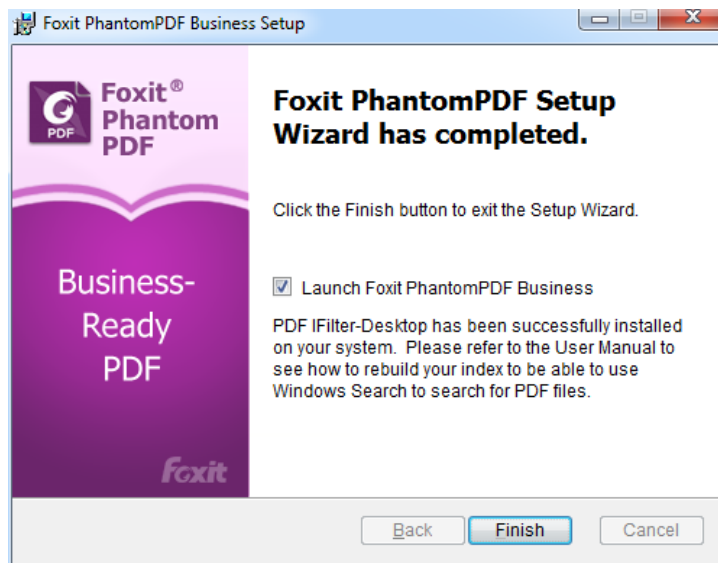 Foxit PhantomPDF Business Setup
Foxit®
Phantom
PDF
PDF
Business-
Ready
PDF
Foxit
Foxit PhantomPDF Setup
Wizard has completed.
Click the Finish button to exit the Setup Wizard.
Launch Foxit PhantomPDF Business
PDF IFilter-Desktop has been successfully installed
on your system. Please refer to the User Manual to
see how to rebuild your index to be able to use
Windows Search to search for PDF files.
Back
Finish
Cancel